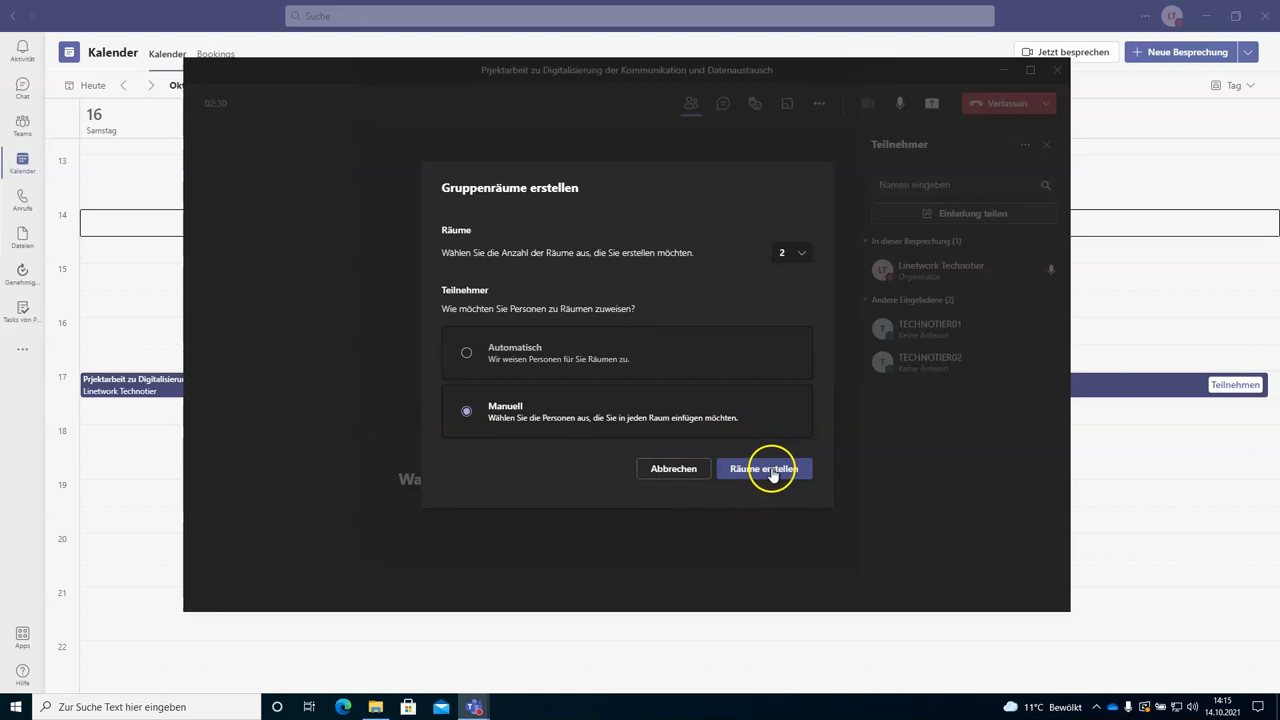 Suche
LT
Aktivität
Chat
Teams
Kalender
Anrufe
Dateien
Genehmig...
Tasks von P...
Apps
Hilfe
Kalender
Kalender
Bookings
Jetzt besprechen
Neue Besprechung
Heute
Okt
Tag
16
Samstag
13
14
15
16
17
18
19
20
21
22
Prjektarbeit zu Digitalisierun
Linetwork Technotier
Teilnehmen
Prjektarbeit zu Digitalisierung der Kommunikation und Datenaustausch
02:30
Verlassen
Gruppenräume erstellen
Räume
Wählen Sie die Anzahl der Räume aus, die Sie erstellen möchten.
2
Teilnehmer
Wie möchten Sie Personen zu Räumen zuweisen?
Automatisch
Wir weisen Personen für Sie Räumen zu.
Manuell
Wählen Sie die Personen aus, die Sie in jeden Raum einfügen möchten.
Abbrechen
Räume erstellen
Wa
Teilnehmer
Namen eingeben
Einladung teilen
In dieser Besprechung (1)
LT
Linetwork Technotier
Organisator
Andere Eingeladene (2)
T
TECHNOTIER01
Keine Antwort
T
TECHNOTIER02
Keine Antwort
Zur Suche Text hier eingeben
11°C Bewölkt
14:15
14.10.2021